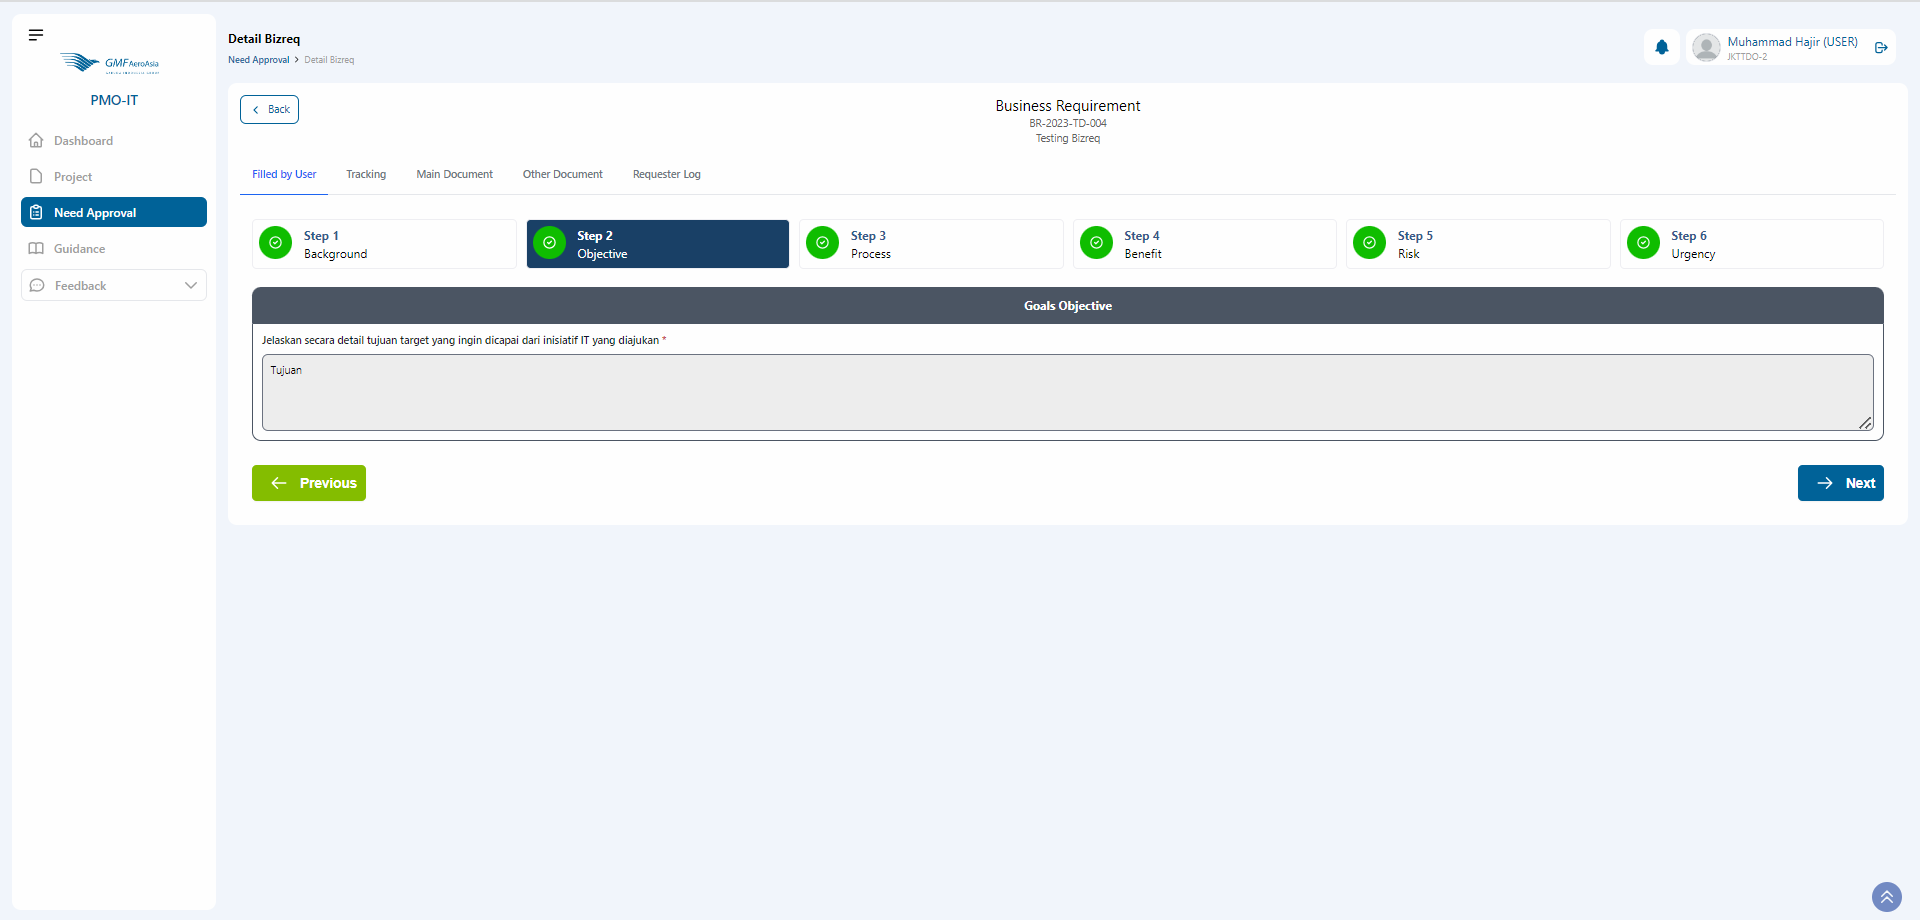 GMF AeroAsia
PMO-IT
Dashboard
Project
Need Approval
Guidance
Feedback
Detail Bizreq
Need Approval > Detail Bizreq
Muhammad Hajir (USER)
JKTTDO-2
Back
Business Requirement
BR-2023-TD-004
Testing Bizreq
Filled by User
Tracking
Main Document
Other Document
Requester Log
Step 1
Background
Step 2
Objective
Step 3
Process
Step 4
Benefit
Step 5
Risk
Step 6
Urgency
Goals Objective
Jelaskan secara detail tujuan target yang ingin dicapai dari inisiatif IT yang diajukan *
Tujuan
Previous
Next